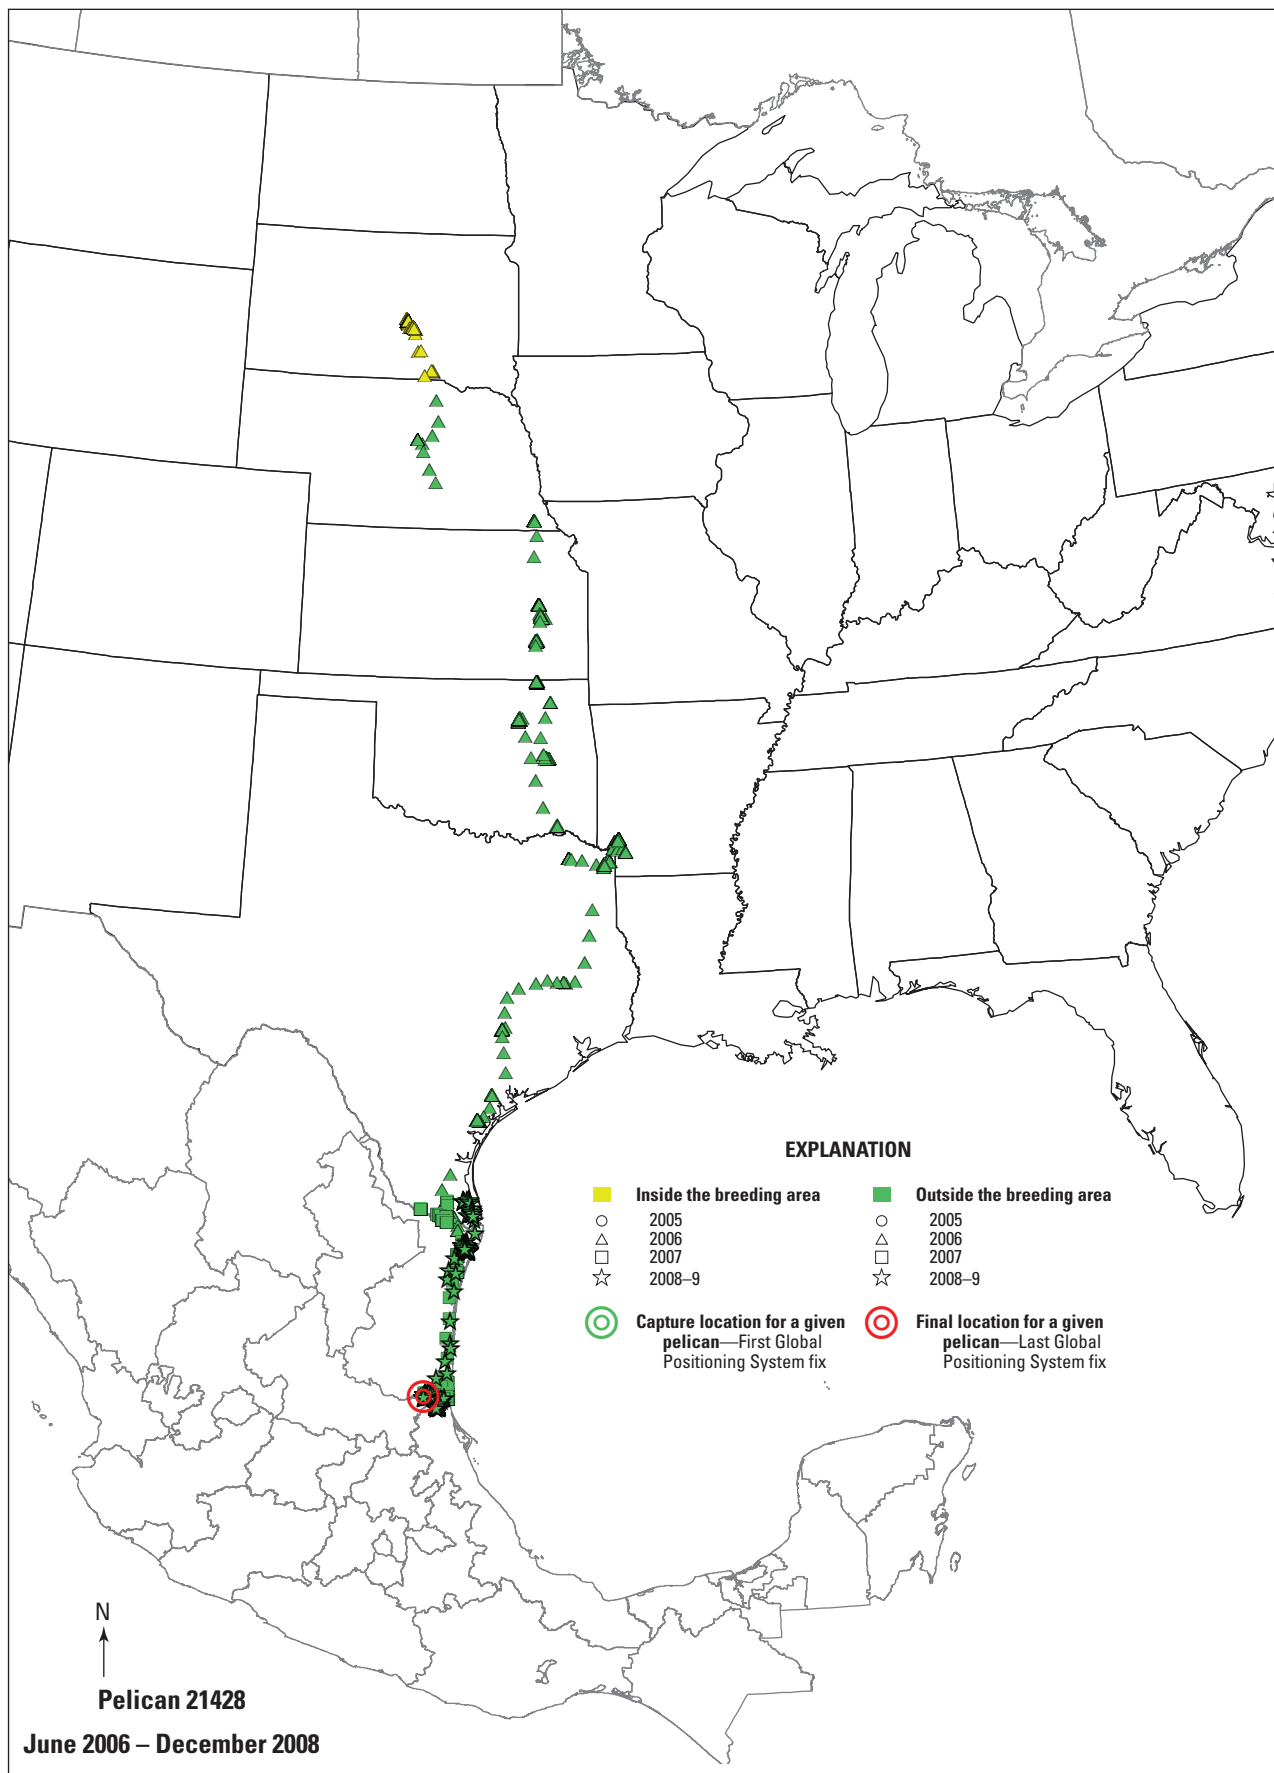 EXPLANATION
Inside the breeding area
2005
2006
2007
2008–9
Outside the breeding area
2005
2006
2007
2008–9
Capture location for a given
pelican—First Global
Positioning System fix
Final location for a given
pelican—Last Global
Positioning System fix
N
Pelican 21428
June 2006 – December 2008